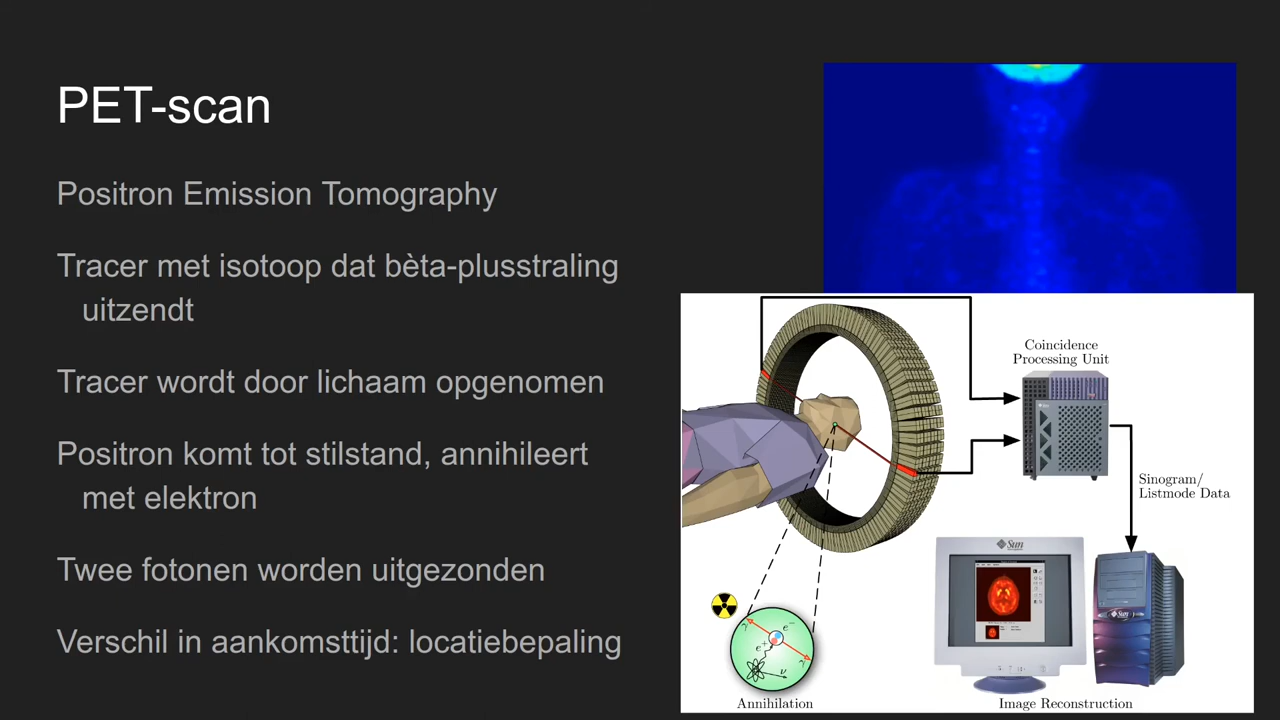 PET-scan
Positron Emission Tomography
Tracer met isotoop dat bèta-plusstraling
uitzendt
Tracer wordt door lichaam opgenomen
Positron komt tot stilstand, annihileert
met elektron
Twee fotonen worden uitgezonden
Verschil in aankomsttijd: locatiebepaling
Coincidence
Processing Unit
Sinogram/
Listmode Data
Sun
Sun
γ
e⁻
e⁺
γ
ν
Annihilation
Image Reconstruction